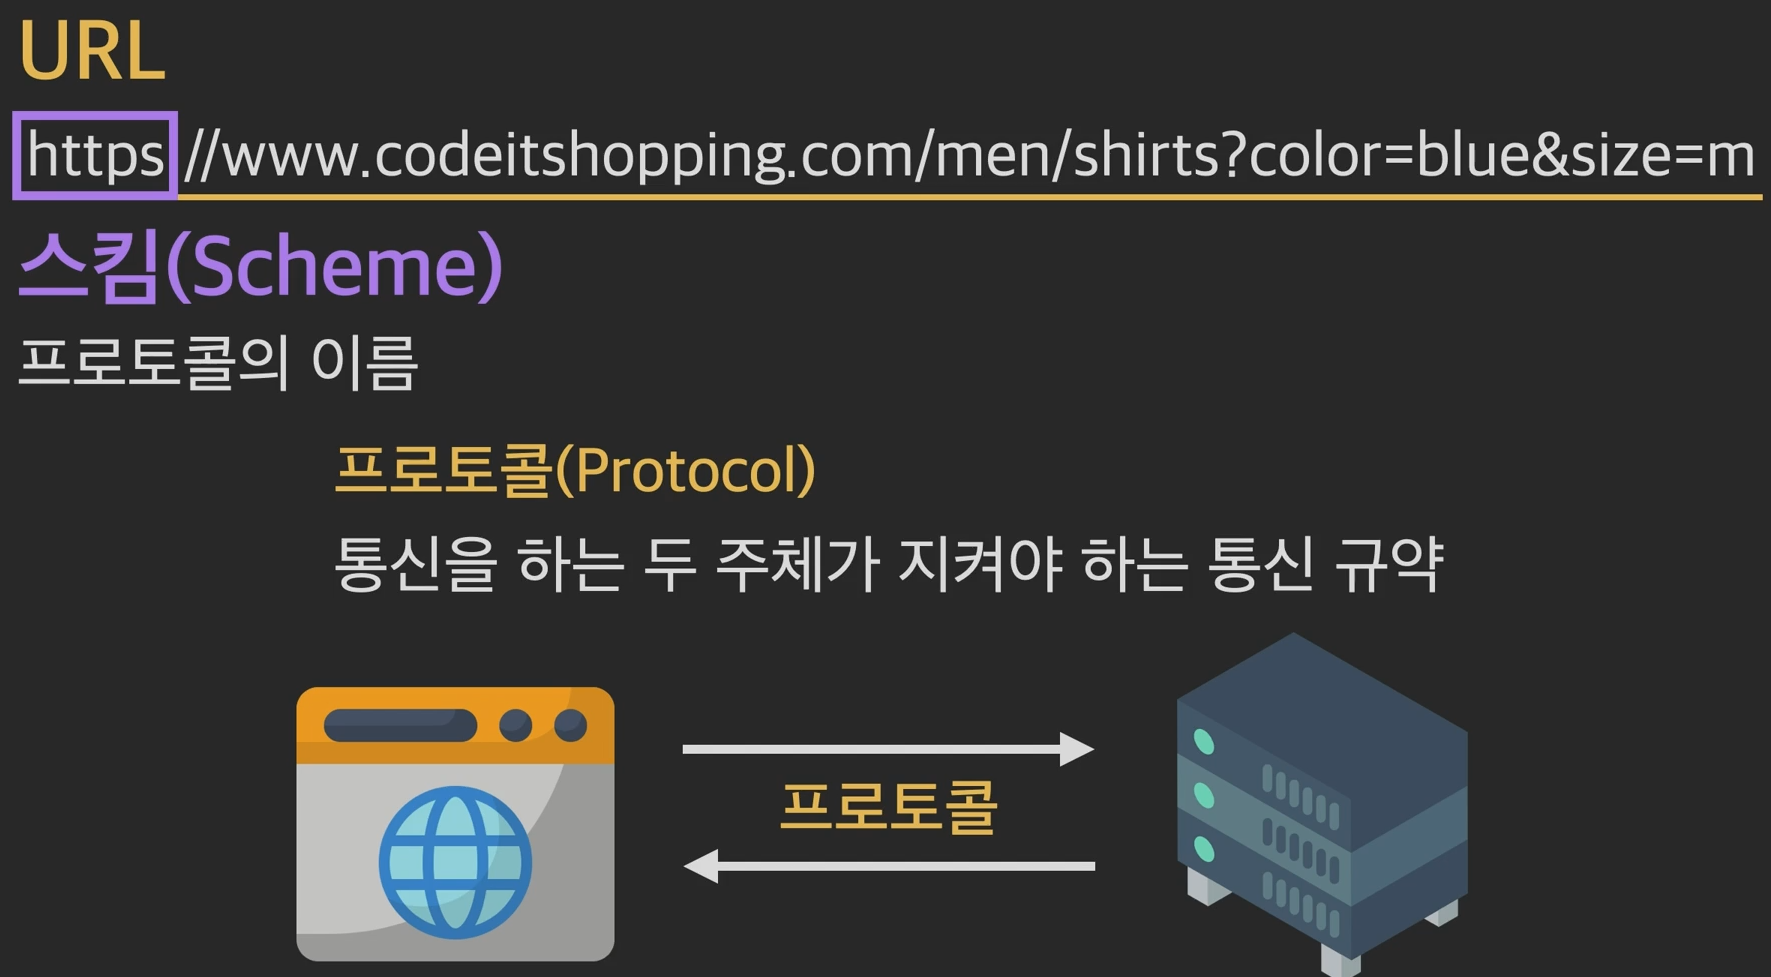 URL
https //www.codeitshopping.com/men/shirts?color=blue&size=m
스킴(Scheme)
프로토콜의 이름
프로토콜(Protocol)
통신을 하는 두 주체가 지켜야 하는 통신 규약
프로토콜